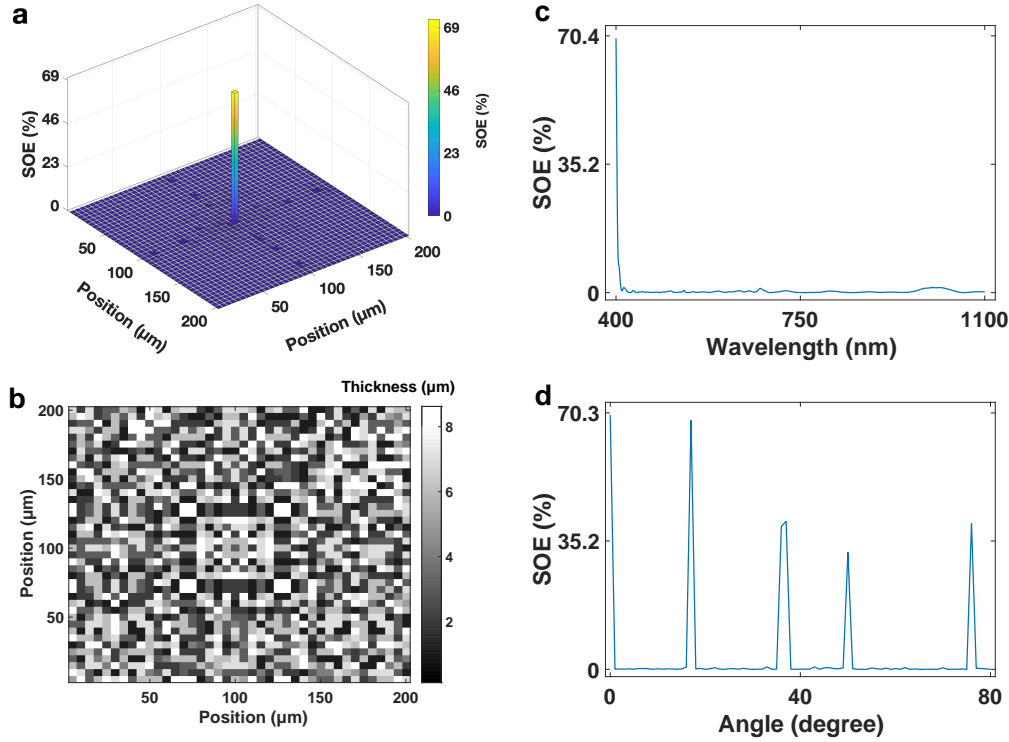 a
69
46
23
0
SOE (%)
50
100
150
200
Position (µm)
50
100
150
200
Position (µm)
69
46
23
0
SOE (%)
b
Thickness (µm)
200
150
100
50
Position (µm)
50
100
150
200
Position (µm)
8
6
4
2
c
70.4
35.2
0
SOE (%)
400
750
1100
Wavelength (nm)
d
70.3
35.2
0
SOE (%)
0
40
80
Angle (degree)